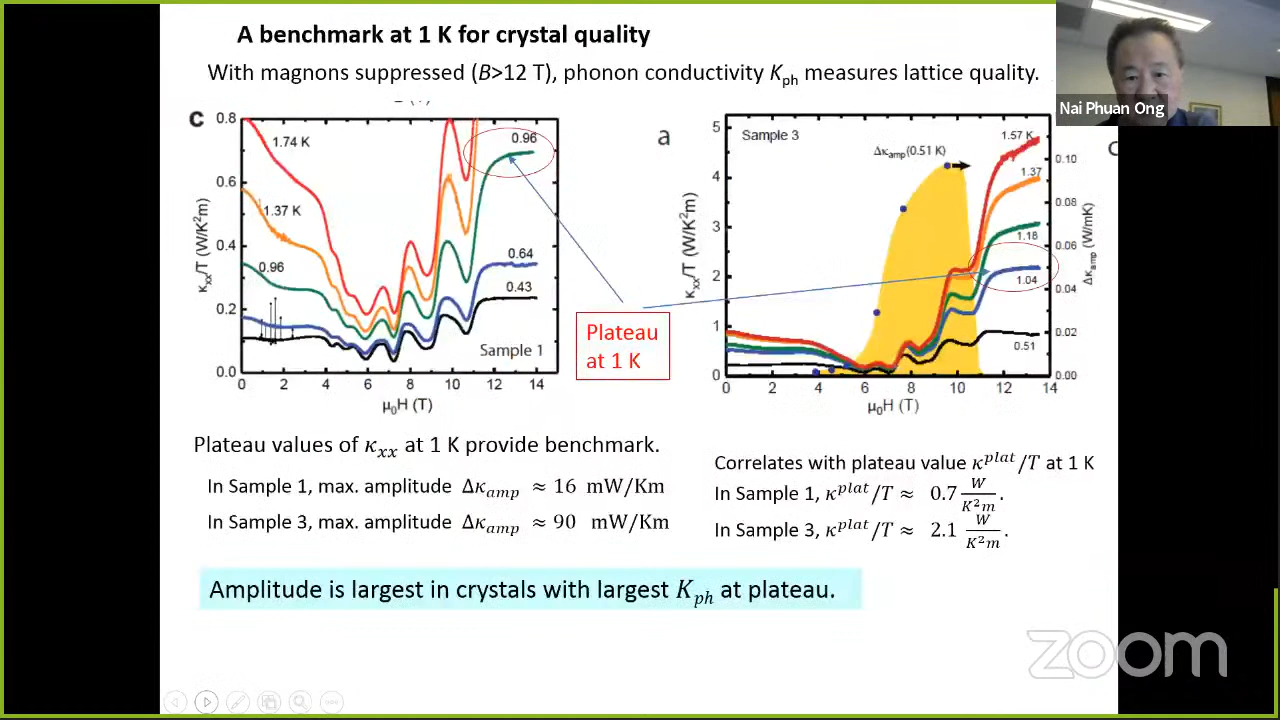 A benchmark at 1 K for crystal quality
With magnons suppressed (B>12 T), phonon conductivity Kph measures lattice quality.
Nai Phuan Ong
c
0.8
0.6
0.4
0.2
0.0
κxx/T (W/K²m)
1.74 K
1.37 K
0.96
0.96
0.64
0.43
Sample 1
0 2 4 6 8 10 12 14
μ₀H (T)
Plateau
at 1 K
a
5
4
3
2
1
0
κxx/T (W/K²m)
Sample 3
Δκamp(0.51 K)
1.57 K
1.37
1.18
1.04
0.51
0.10
0.08
0.06
0.04
0.02
0.00
Δκamp (W/mK)
0 2 4 6 8 10 12 14
μ₀H (T)
Plateau values of κxx at 1 K provide benchmark.
In Sample 1, max. amplitude Δκamp ≈ 16 mW/Km
In Sample 3, max. amplitude Δκamp ≈ 90 mW/Km
Correlates with plateau value κ^plat/T at 1 K
In Sample 1, κ^plat/T ≈ 0.7 W/K²m.
In Sample 3, κ^plat/T ≈ 2.1 W/K²m.
Amplitude is largest in crystals with largest Kph at plateau.
zoom